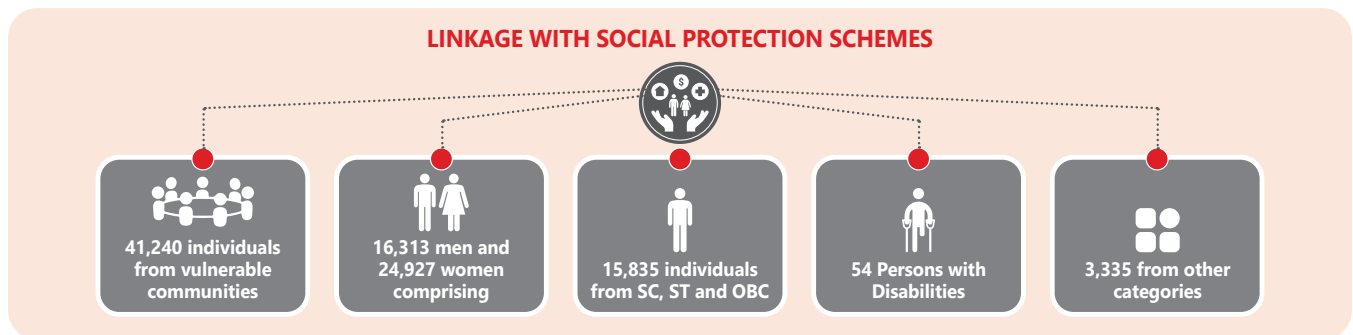 LINKAGE WITH SOCIAL PROTECTION SCHEMES
$
41,240 individuals
from vulnerable
communities
16,313 men and
24,927 women
comprising
15,835 individuals
from SC, ST and OBC
54 Persons with
Disabilities
3,335 from other
categories